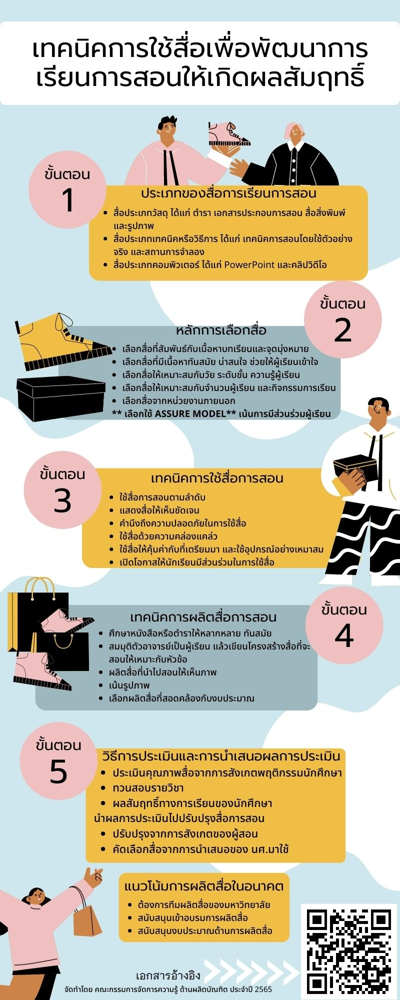 เทคนิคการใช้สื่อเพื่อพัฒนาการ
เรียนการสอนให้เกิดผลสัมฤทธิ์
ขั้นตอน
1
ประเภทของสื่อการเรียนการสอน
สื่อประเภทวัสดุ ได้แก่ ตำรา เอกสารประกอบการสอน สื่อสิ่งพิมพ์
และรูปภาพ
สื่อประเภทเทคนิคหรือวิธีการ ได้แก่ เทคนิคการสอนโดยใช้ตัวอย่าง
จริง และสถานการจำลอง
สื่อประเภทคอมพิวเตอร์ ได้แก่ PowerPoint และคลิปวิดีโอ
ขั้นตอน
2
หลักการเลือกสื่อ
เลือกสื่อที่สัมพันธ์กับเนื้อหาบทเรียนและจุดมุ่งหมาย
เลือกสื่อที่มีเนื้อหาทันสมัย น่าสนใจ ช่วยให้ผู้เรียนเข้าใจ
เลือกสื่อให้เหมาะสมกับวัย ระดับชั้น ความรู้ผู้เรียน
เลือกสื่อให้เหมาะสมกับจำนวนผู้เรียน และกิจกรรมการเรียน
เลือกสื่อจากหน่วยงานภายนอก
** เลือกใช้ ASSURE MODEL** เน้นการมีส่วนร่วมผู้เรียน
ขั้นตอน
3
เทคนิคการใช้สื่อการสอน
ใช้สื่อการสอนตามลำดับ
แสดงสื่อให้เห็นชัดเจน
คำนึงถึงความปลอดภัยในการใช้สื่อ
ใช้สื่อด้วยความคล่องแคล่ว
ใช้สื่อให้คุ้มค่ากับที่เตรียมมา และใช้อุปกรณ์อย่างเหมาสม
เปิดโอกาสให้นักเรียนมีส่วนร่วมในการใช้สื่อ
ขั้นตอน
4
เทคนิคการผลิตสื่อการสอน
ศึกษาหนังสือหรือตำราให้หลากหลาย ทันสมัย
สมมุติตัวอาจารย์เป็นผู้เรียน แล้วเขียนโครงสร้างสื่อที่จะ
สอนให้เหมาะกับหัวข้อ
ผลิตสื่อที่นำไปสอนให้เห็นภาพ
เน้นรูปภาพ
เลือกผลิตสื่อที่สอดคล้องกับงบประมาณ
ขั้นตอน
5
วิธีการประเมินและการนำเสนอผลการประเมิน
ประเมินคุณภาพสื่อจากการสังเกตพฤติกรรมนักศึกษา
ทวนสอบรายวิชา
ผลสัมฤทธิ์ทางการเรียนของนักศึกษา
นำผลการประเมินไปปรับปรุงสื่อการสอน
ปรับปรุงจากการสังเกตของผู้สอน
คัดเลือกสื่อจากการนำเสนอของ นศ.มาใช้
แนวโน้มการผลิตสื่อในอนาคต
ต้องการทีมผลิตสื่อของมหาวิทยาลัย
สนับสนุนเข้าอบรมการผลิตสื่อ
สนับสนุนงบประมาณด้านการผลิตสื่อ
เอกสารอ้างอิง
จัดทำโดย คณะกรรมการจัดการความรู้ ด้านผลิตบัณฑิต ประจำปี 2565